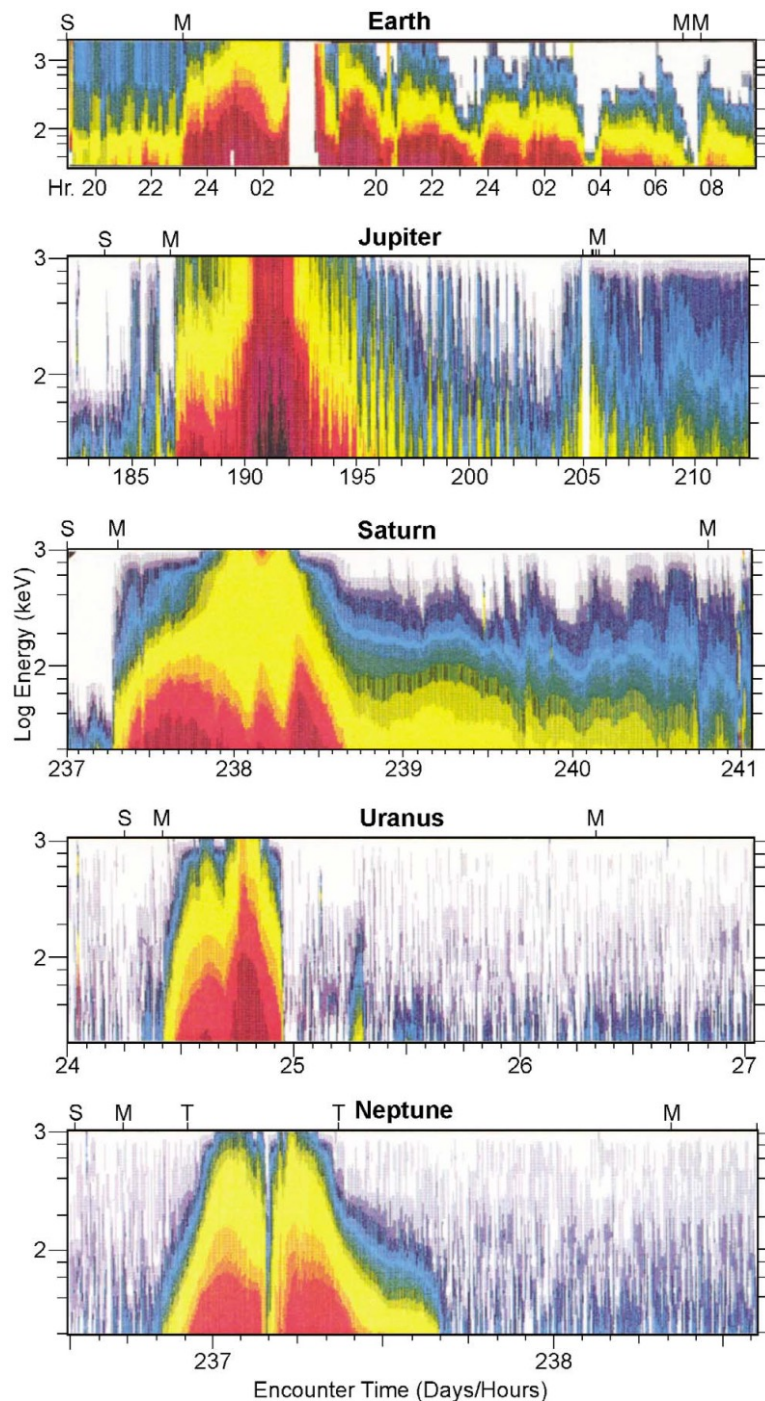 S M Earth M M
3
2
Hr. 20 22 24 02 20 22 24 02 04 06 08
S M Jupiter M
3
2
185 190 195 200 205 210
S M Saturn M
3
2
Log Energy (keV)
237 238 239 240 241
S M Uranus M
3
2
24 25 26 27
S M T T Neptune M
3
2
237 238
Encounter Time (Days/Hours)